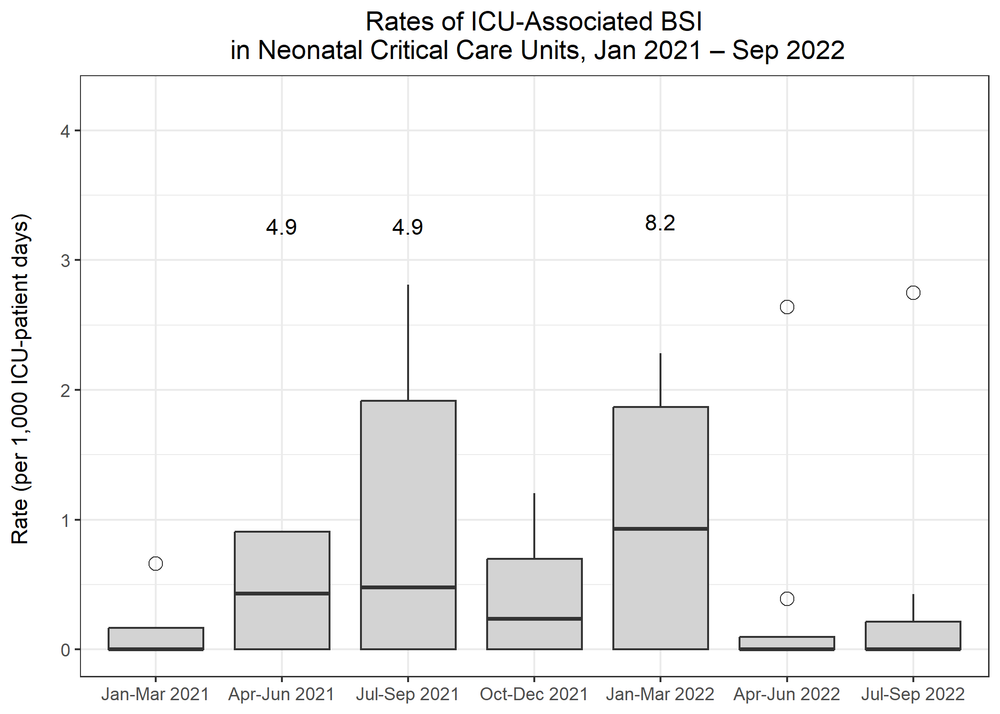 Rates of ICU-Associated BSI
in Neonatal Critical Care Units, Jan 2021 – Sep 2022
Rate (per 1,000 ICU-patient days)
4
3
2
1
0
4.9
4.9
8.2
Jan-Mar 2021
Apr-Jun 2021
Jul-Sep 2021
Oct-Dec 2021
Jan-Mar 2022
Apr-Jun 2022
Jul-Sep 2022